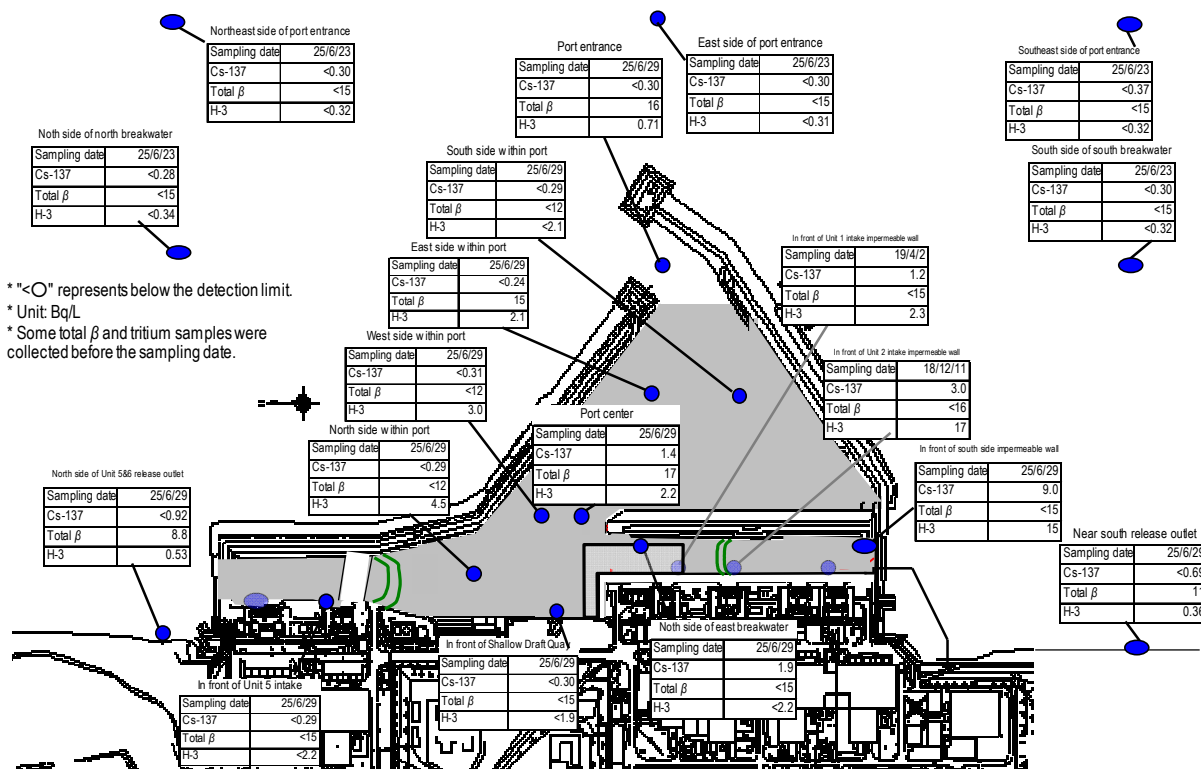 Northeast side of port entrance
Sampling date 25/6/23
Cs-137 <0.30
Total β <15
H-3 <0.32
Port entrance
Sampling date 25/6/29
Cs-137 <0.30
Total β 16
H-3 0.71
East side of port entrance
Sampling date 25/6/23
Cs-137 <0.30
Total β <15
H-3 <0.31
Southeast side of port entrance
Sampling date 25/6/23
Cs-137 <0.37
Total β <15
H-3 <0.32
Noth side of north breakwater
Sampling date 25/6/23
Cs-137 <0.28
Total β <15
H-3 <0.34
South side within port
Sampling date 25/6/29
Cs-137 <0.29
Total β <12
H-3 <2.1
South side of south breakwater
Sampling date 25/6/23
Cs-137 <0.30
Total β <15
H-3 <0.32
East side within port
Sampling date 25/6/29
Cs-137 <0.24
Total β 15
H-3 2.1
In front of Unit 1 intake impermeable wall
Sampling date 19/4/2
Cs-137 1.2
Total β <15
H-3 2.3
* "<○" represents below the detection limit.
* Unit: Bq/L
* Some total β and tritium samples were
collected before the sampling date.
West side within port
Sampling date 25/6/29
Cs-137 <0.31
Total β <12
H-3 3.0
In front of Unit 2 intake impermeable wall
Sampling date 18/12/11
Cs-137 3.0
Total β <16
H-3 17
Port center
Sampling date 25/6/29
Cs-137 1.4
Total β 17
H-3 2.2
North side within port
Sampling date 25/6/29
Cs-137 <0.29
Total β <12
H-3 4.5
In front of south side impermeable wall
Sampling date 25/6/29
Cs-137 9.0
Total β <15
H-3 15
North side of Unit 5&6 release outlet
Sampling date 25/6/29
Cs-137 <0.92
Total β 8.8
H-3 0.53
Near south release outlet
Sampling date 25/6/29
Cs-137 <0.69
Total β 11
H-3 0.36
In front of Shallow Draft Quay
Sampling date 25/6/29
Cs-137 <0.30
Total β <15
H-3 <1.9
Noth side of east breakwater
Sampling date 25/6/29
Cs-137 1.9
Total β <15
H-3 <2.2
In front of Unit 5 intake
Sampling date 25/6/29
Cs-137 <0.29
Total β <15
H-3 <2.2